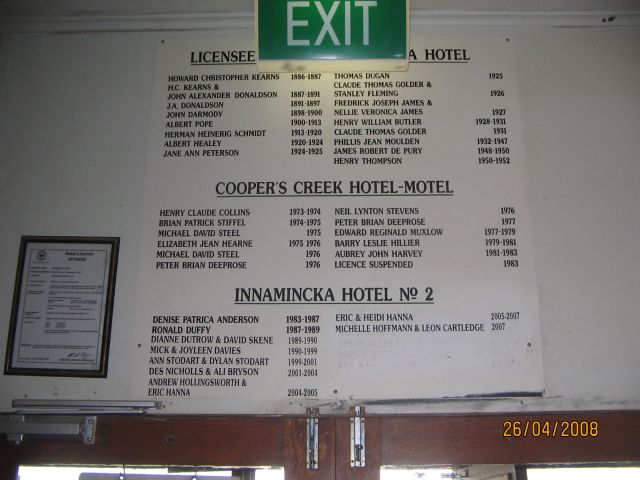 EXIT
LICENSEE A HOTEL
HOWARD CHRISTOPHER KEARNS 1886-1887
H.C. KEARNS &
JOHN ALEXANDER DONALDSON 1887-1891
J.A. DONALDSON 1891-1897
JOHN DARMODY 1898-1900
ALBERT POPE 1900-1913
HERMAN HEINERIG SCHMIDT 1913-1920
ALBERT HEALEY 1920-1924
JANE ANN PETERSON 1924-1925
THOMAS DUGAN 1925
CLAUDE THOMAS GOLDER &
STANLEY FLEMING 1926
FREDRICK JOSEPH JAMES &
NELLIE VERONICA JAMES 1927
HENRY WILLIAM BUTLER 1928-1931
CLAUDE THOMAS GOLDER 1931
PHILLIS JEAN MOULDEN 1932-1947
JAMES ROBERT DE PURY 1948-1950
HENRY THOMPSON 1950-1952
COOPER'S CREEK HOTEL-MOTEL
HENRY CLAUDE COLLINS 1973-1974
BRIAN PATRICK STIFFEL 1974-1975
MICHAEL DAVID STEEL 1975
ELIZABETH JEAN HEARNE 1975 1976
MICHAEL DAVID STEEL 1976
PETER BRIAN DEEPROSE 1976
NEIL LYNTON STEVENS 1976
PETER BRIAN DEEPROSE 1977
EDWARD REGINALD MUXLOW 1977-1979
BARRY LESLIE HILLIER 1979-1981
AUBREY JOHN HARVEY 1981-1983
LICENCE SUSPENDED 1983
INNAMINCKA HOTEL No 2
DENISE PATRICA ANDERSON 1983-1987
RONALD DUFFY 1987-1989
DIANNE DUTROW & DAVID SKENE 1989-1990
MICK & JOYLEEN DAVIES 1990-1999
ANN STODART & DYLAN STODART 1999-2001
DES NICHOLLS & ALI BRYSON 2001-2004
ANDREW HOLLINGSWORTH &
ERIC HANNA 2004-2005
ERIC & HEIDI HANNA 2005-2007
MICHELLE HOFFMANN & LEON CARTLEDGE 2007
Hotel Licence
26/04/2008